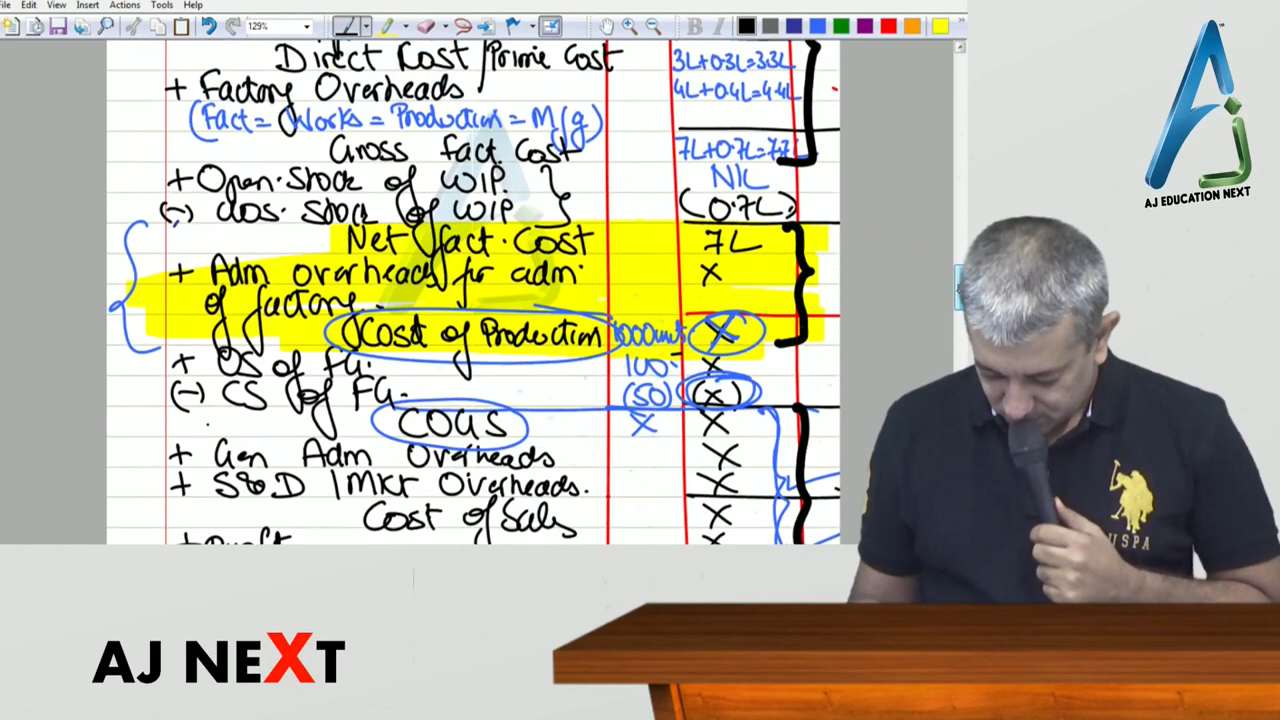 File Edit View Insert Actions Tools Help
129%
B I
Direct Cost / Prime Cost 3L+0.3L=3.3L
+ Factory Overheads 4L+0.4L=4.4L
(Fact = Works = Production = M(g)
Gross fact. Cost 7L+0.7L=7.7L
+ Open. Stock of WIP. NIL
(-) Clos. Stock of WIP (0.7L)
Net fact. Cost 7L
+ Adm overheads for adm. x
of factory
Cost of Production 1000 units x
+ OS of FG. 100 x
(-) CS of FG. (50) (x)
COGS x x
+ Gen Adm Overheads x
+ S&D / Mkt Overheads. x
Cost of Sales x
+ Profit x
AJ EDUCATION NEXT
USPA
AJ NEXT